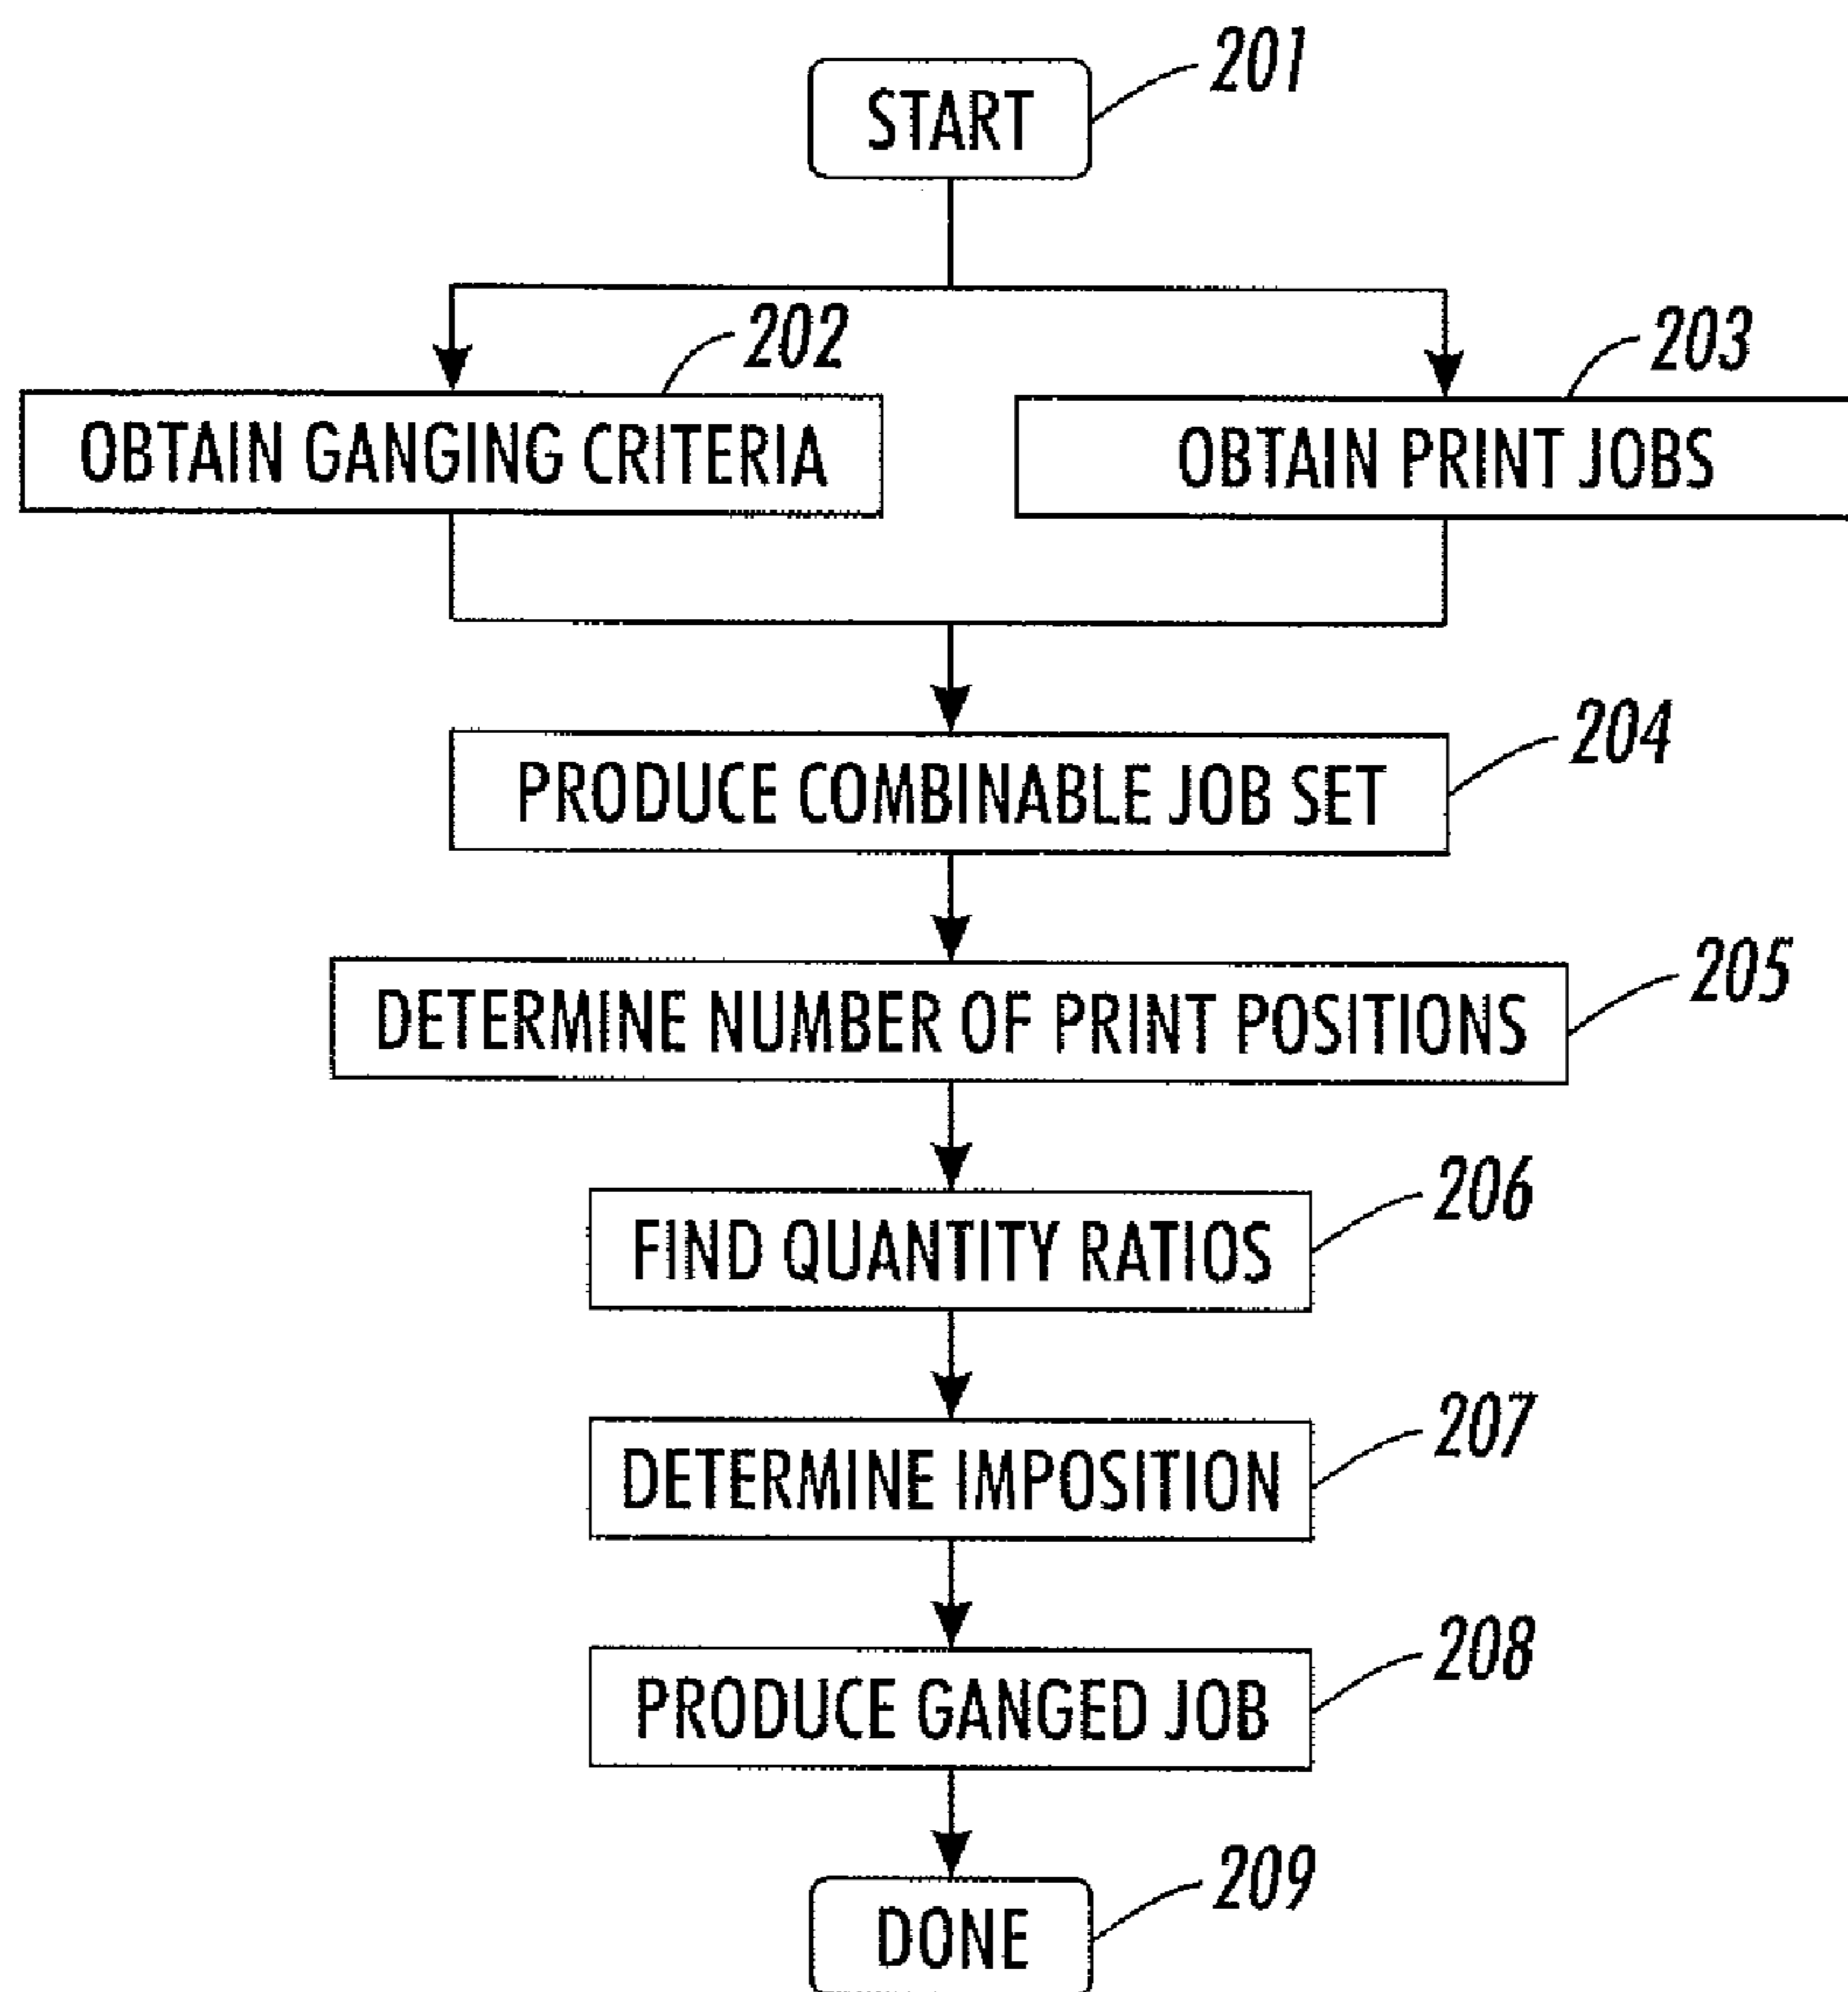 201
START
202
203
OBTAIN GANGING CRITERIA
OBTAIN PRINT JOBS
204
PRODUCE COMBINABLE JOB SET
205
DETERMINE NUMBER OF PRINT POSITIONS
206
FIND QUANTITY RATIOS
207
DETERMINE IMPOSITION
208
PRODUCE GANGED JOB
209
DONE